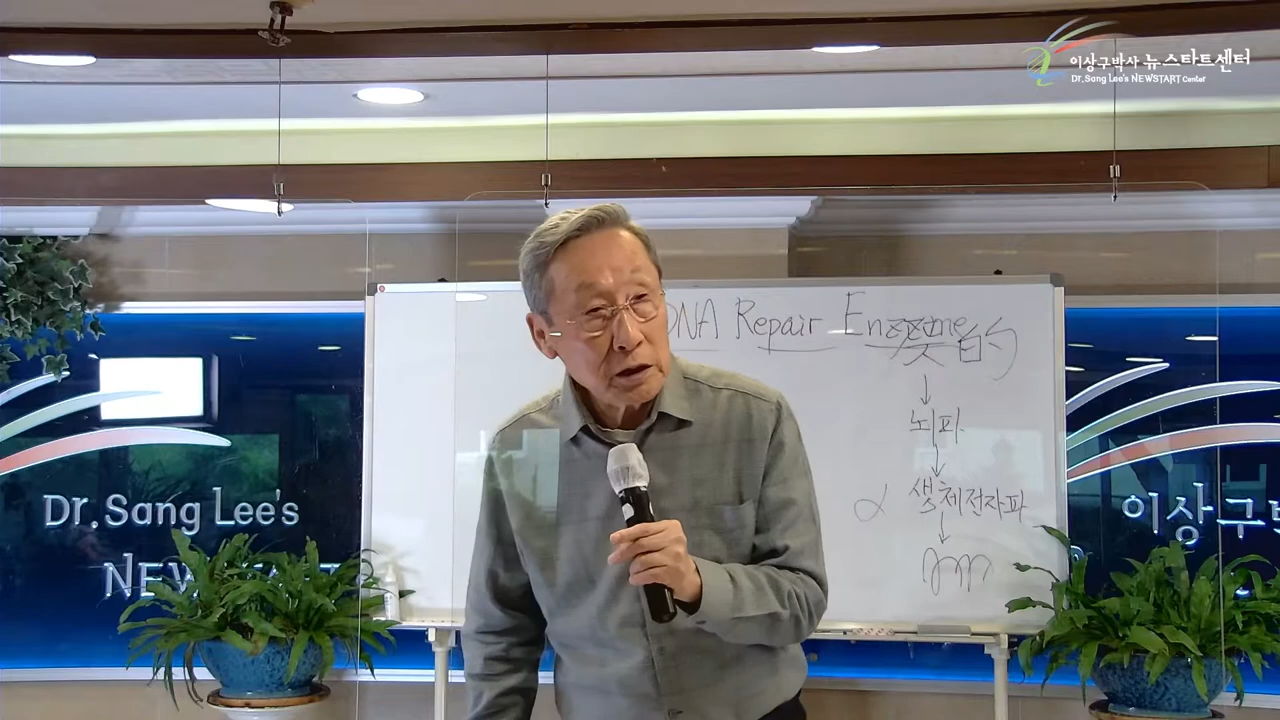 이상구박사 뉴스타트센터
Dr. Sang Lee's NEWSTART Center
DNA Repair Enzyme
的
↓
뇌파
↓
α 생체전자파
↓
Dr. Sang Lee's
이상구